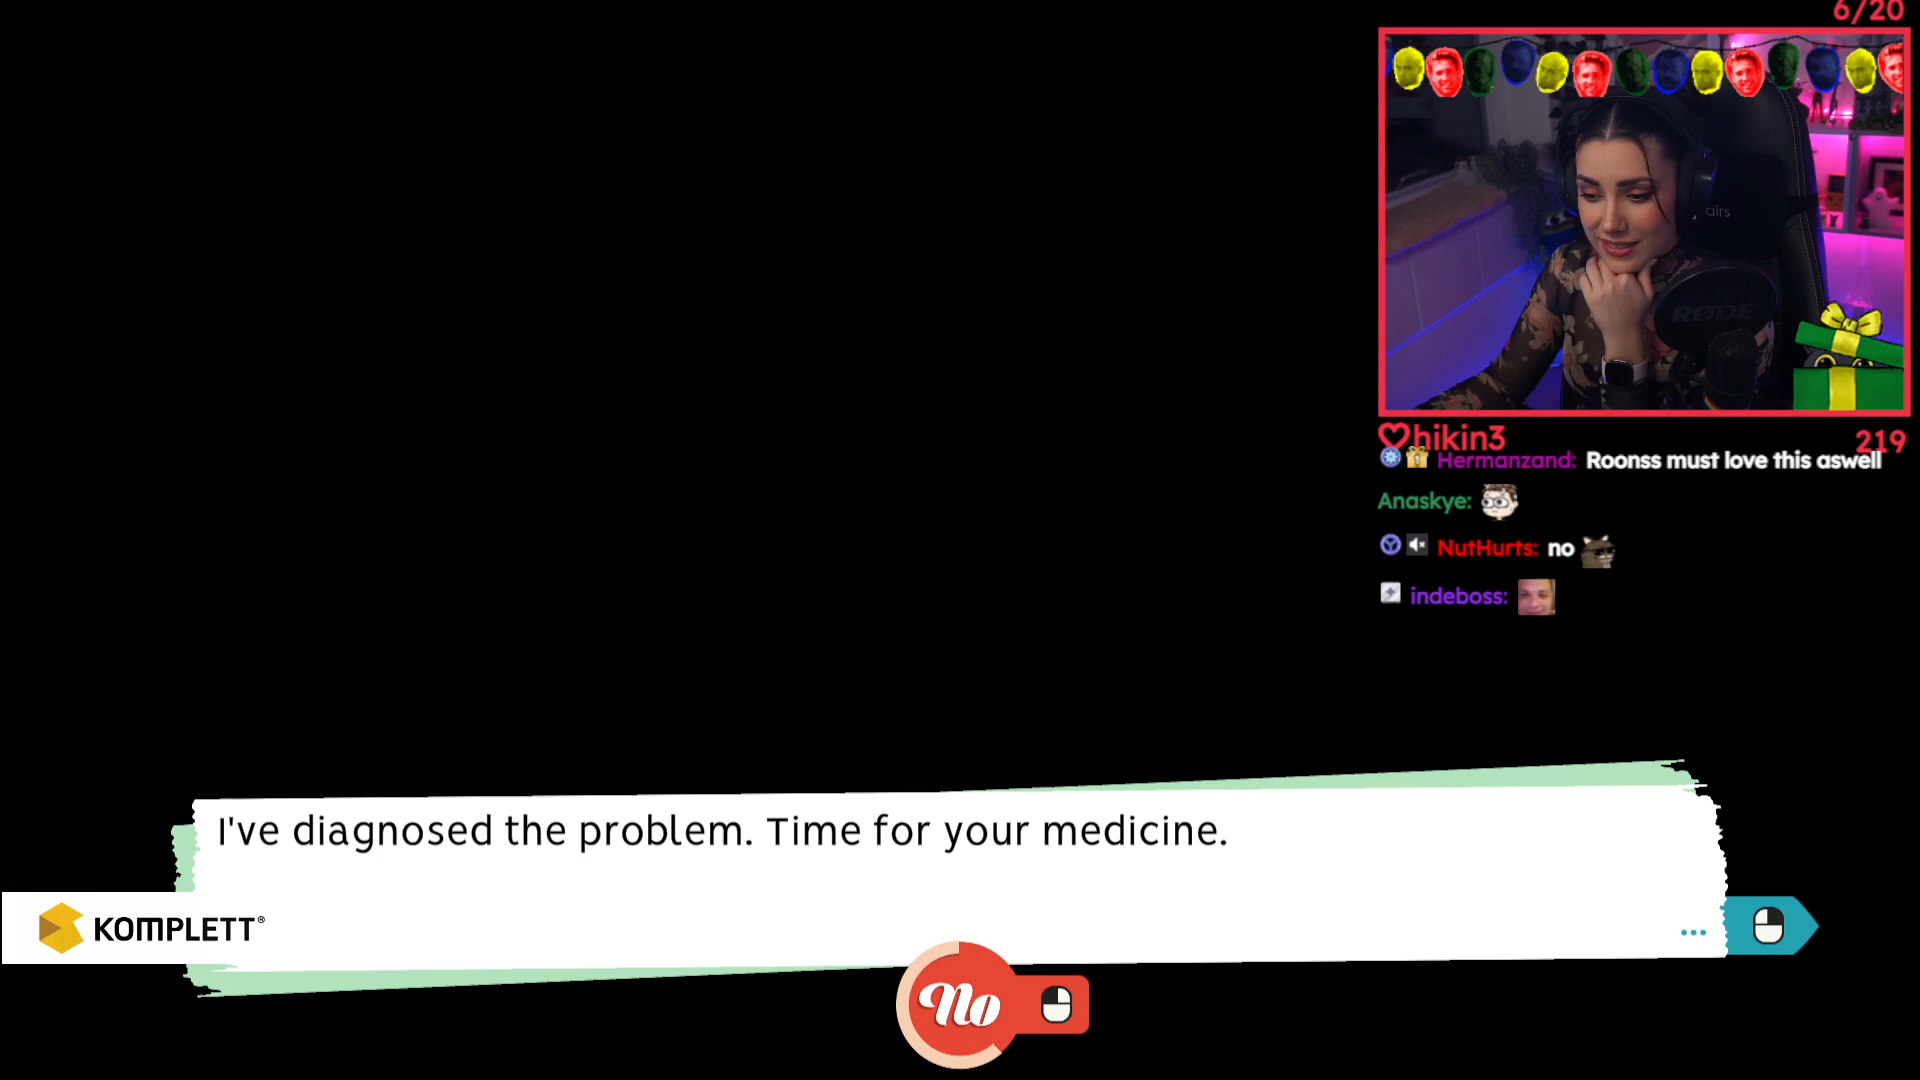 6/20
airs
RØDE
hikin3
219
Hermanzand: Roonss must love this aswell
Anaskye:
NutHurts: no
indeboss:
I've diagnosed the problem. Time for your medicine.
...
KOMPLETT®
No